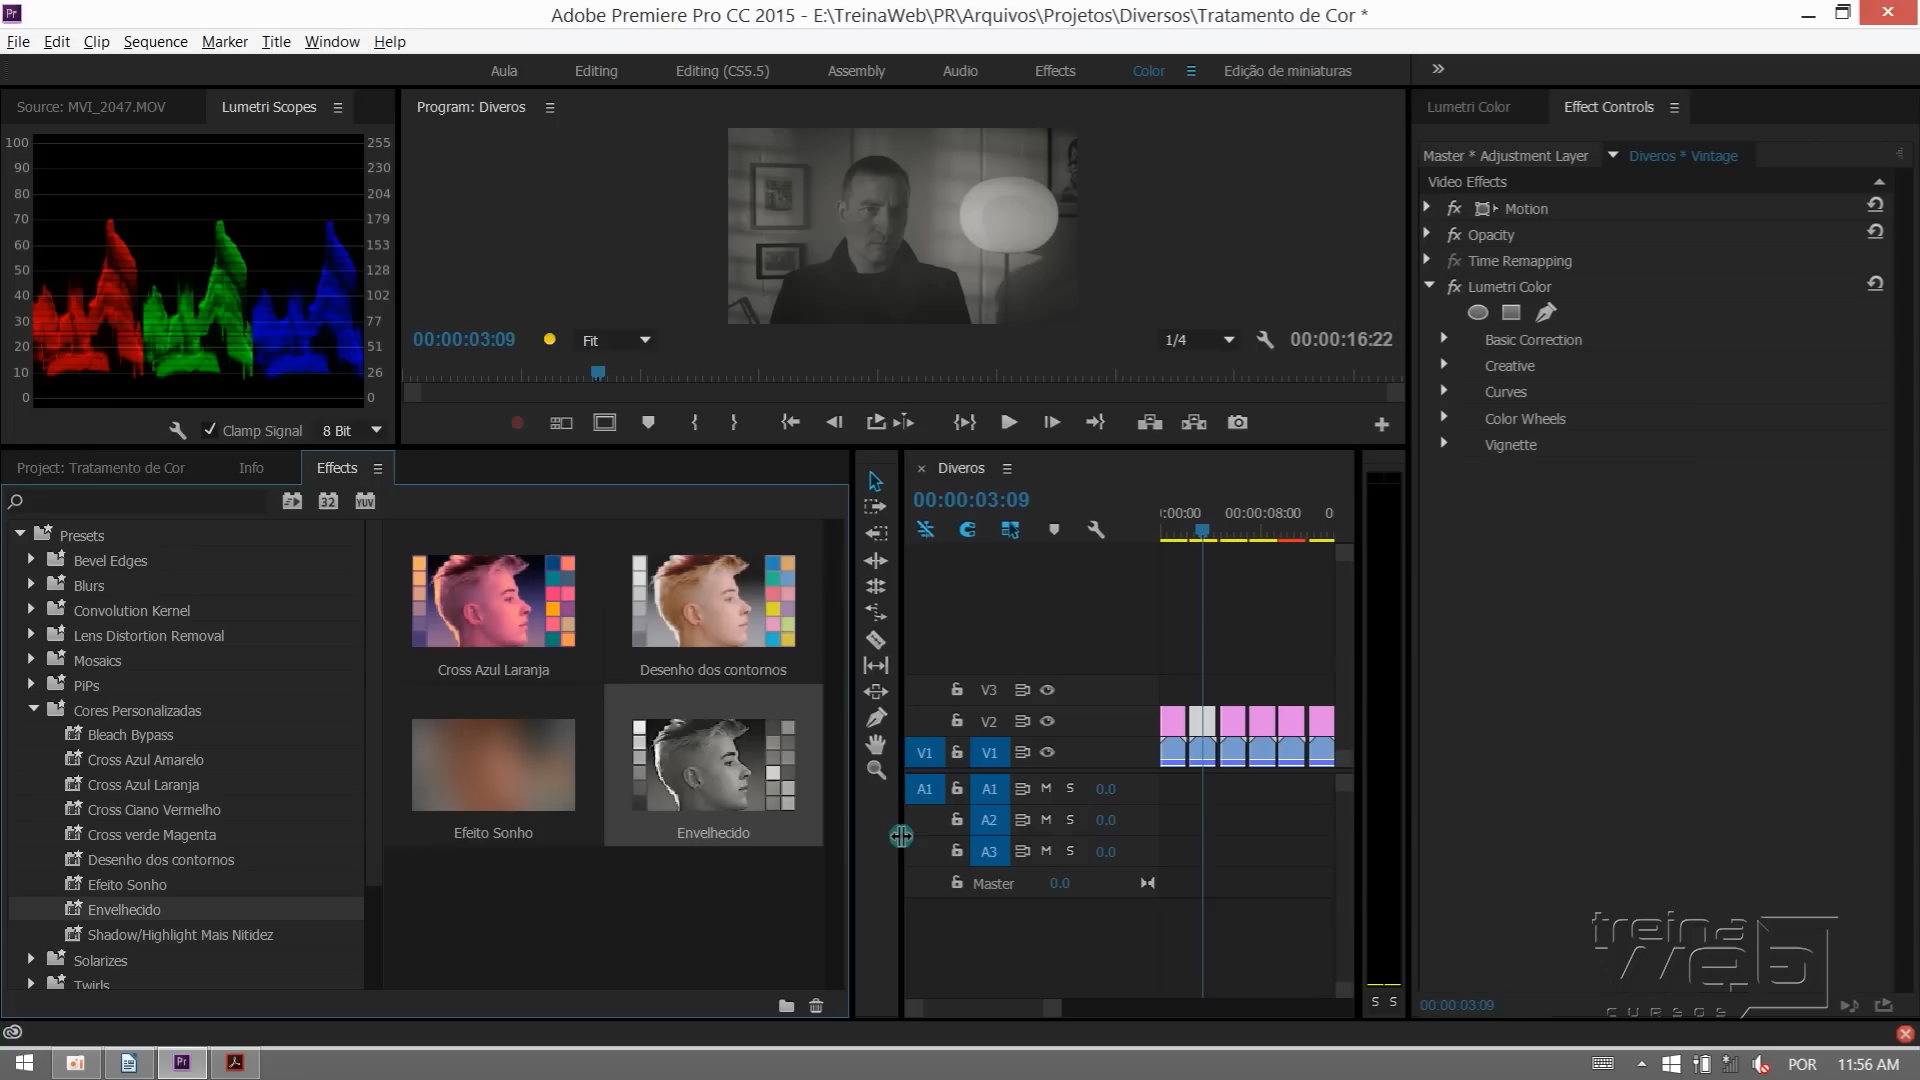 Adobe Premiere Pro CC 2015 - E:\TreinaWeb\PR\Arquivos\Projetos\Diversos\Tratamento de Cor *
File Edit Clip Sequence Marker Title Window Help
Aula Editing Editing (CS5.5) Assembly Audio Effects Color Edição de miniaturas
Source: MVI_2047.MOV Lumetri Scopes
Program: Diveros
Lumetri Color Effect Controls
100 255
90 230
80 204
70 179
60 153
50 128
40 102
30 77
20 51
10 26
0 0
Clamp Signal 8 Bit
00:00:03:09 Fit 1/4 00:00:16:22
Master * Adjustment Layer Diveros * Vintage
Video Effects
fx Motion
fx Opacity
fx Time Remapping
fx Lumetri Color
Basic Correction
Creative
Curves
Color Wheels
Vignette
Project: Tratamento de Cor Info Effects
32 YUV
Presets
Bevel Edges
Blurs
Convolution Kernel
Lens Distortion Removal
Mosaics
PiPs
Cores Personalizadas
Bleach Bypass
Cross Azul Amarelo
Cross Azul Laranja
Cross Ciano Vermelho
Cross verde Magenta
Desenho dos contornos
Efeito Sonho
Envelhecido
Shadow/Highlight Mais Nitidez
Solarizes
Twirls
Cross Azul Laranja Desenho dos contornos
Efeito Sonho Envelhecido
Diveros
00:00:03:09
:00:00 00:00:08:00 0
V3
V2
V1 V1
A1 A1 M S 0.0
A2 M S 0.0
A3 M S 0.0
Master 0.0
S S
00:00:03:09
treina
web
CURSOS
Pr POR 11:56 AM